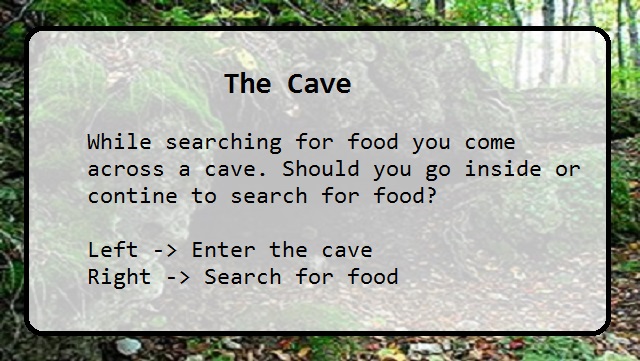 The Cave
While searching for food you come
across a cave. Should you go inside or
contine to search for food?
Left -> Enter the cave
Right -> Search for food